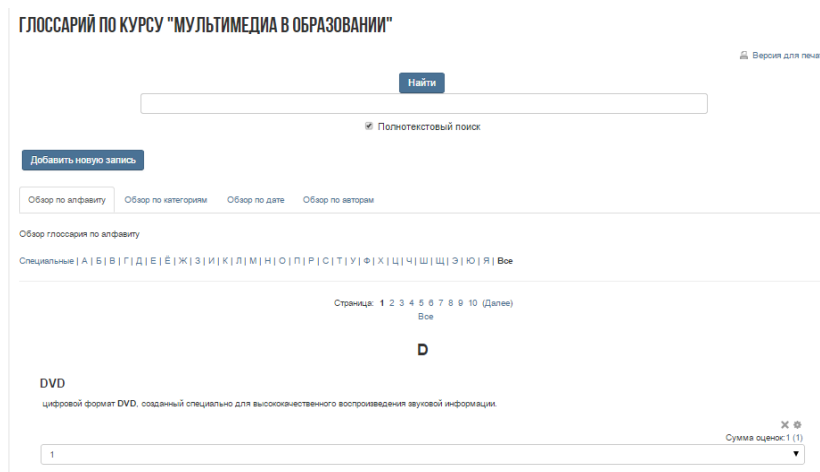 ГЛОССАРИЙ ПО КУРСУ "МУЛЬТИМЕДИА В ОБРАЗОВАНИИ"
Версия для печа
Найти
Полнотекстовый поиск
Добавить новую запись
Обзор по алфавиту Обзор по категориям Обзор по дате Обзор по авторам
Обзор глоссария по алфавиту
Специальные | А | Б | В | Г | Д | Е | Ё | Ж | З | И | К | Л | М | Н | О | П | Р | С | Т | У | Ф | Х | Ц | Ч | Ш | Щ | Э | Ю | Я | Все
Страница: 1 2 3 4 5 6 7 8 9 10 (Далее)
Все
D
DVD
цифровой формат DVD, созданный специально для высококачественного воспроизведения звуковой информации.
Сумма оценок:1 (1)
1